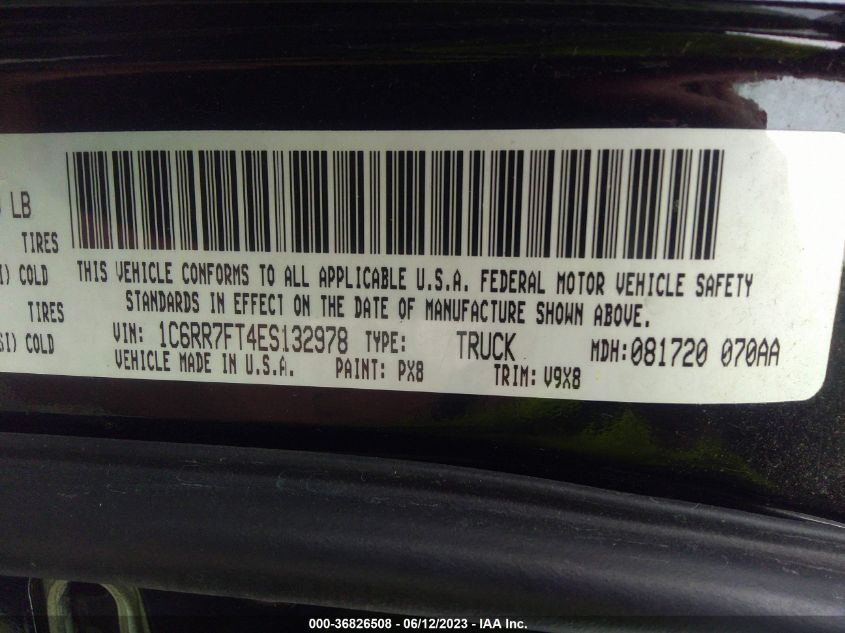 LB
TIRES
COLD
TIRES
SI) COLD
THIS VEHICLE CONFORMS TO ALL APPLICABLE U.S.A. FEDERAL MOTOR VEHICLE SAFETY
STANDARDS IN EFFECT ON THE DATE OF MANUFACTURE SHOWN ABOVE.
VIN: 1C6RR7FT4ES132978 TYPE: TRUCK MDH: 081720 070AA
VEHICLE MADE IN U.S.A. PAINT: PX8 TRIM: V9X8
000-36826508 - 06/12/2023 - IAA Inc.